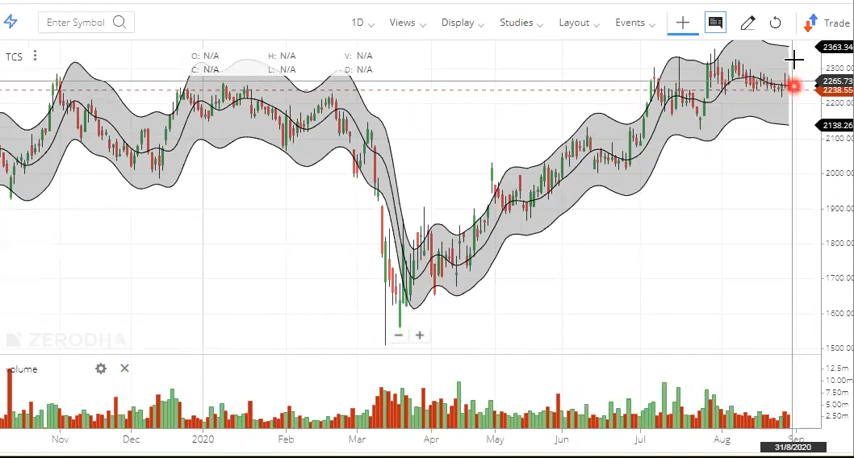 Enter Symbol 1D Views Display Studies Layout Events Trade
TCS O: N/A H: N/A V: N/A
C: N/A L: N/A D: N/A
2363.34
2300.00
2265.73
2238.55
2200.00
2138.26
2100.00
2000.00
1900.00
1800.00
1700.00
1600.00
1500.00
ZERODHA
volume
12.5m
10.00m
7.50m
5.00m
2.50m
Nov Dec 2020 Feb Mar Apr May Jun Jul Aug Sep
31/8/2020